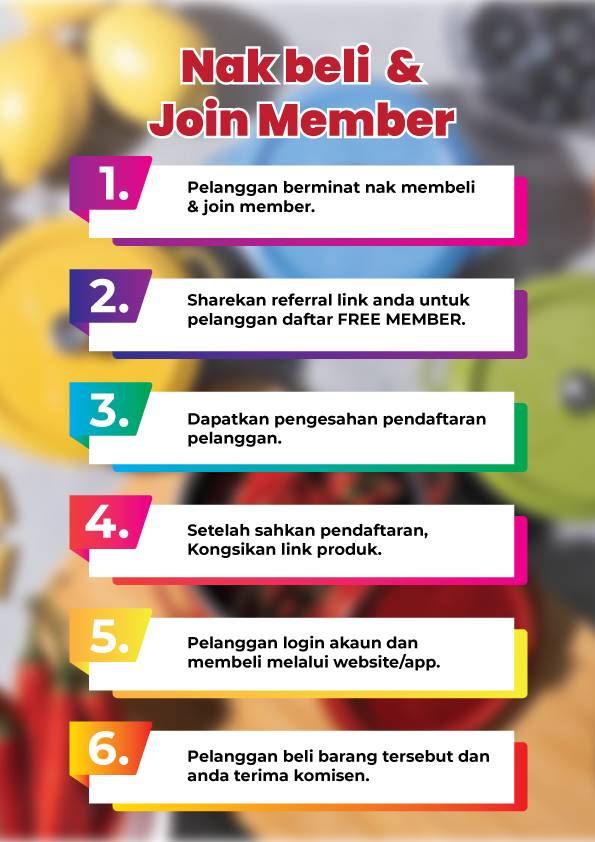 Nak beli &
Join Member
1.
Pelanggan berminat nak membeli
& join member.
2.
Sharekan referral link anda untuk
pelanggan daftar FREE MEMBER.
3.
Dapatkan pengesahan pendaftaran
pelanggan.
4.
Setelah sahkan pendaftaran,
Kongsikan link produk.
5.
Pelanggan login akaun dan
membeli melalui website/app.
6.
Pelanggan beli barang tersebut dan
anda terima komisen.